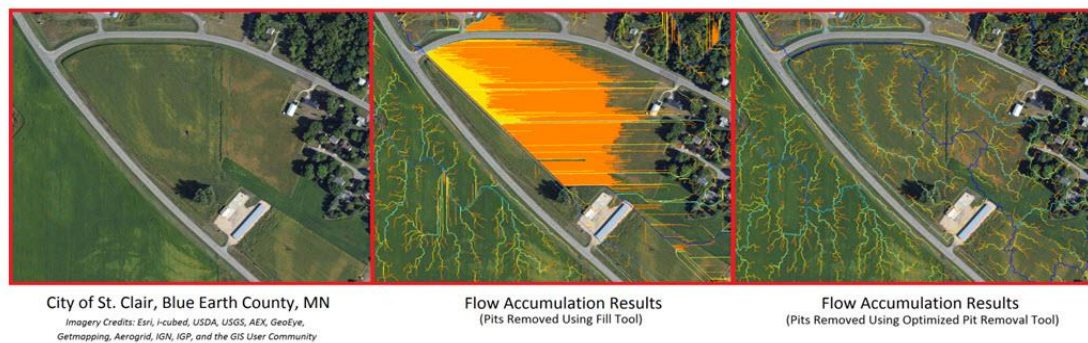 City of St. Clair, Blue Earth County, MN
Imagery Credits: Esri, i-cubed, USDA, USGS, AEX, GeoEye,
Getmapping, Aerogrid, IGN, IGP, and the GIS User Community
Flow Accumulation Results
(Pits Removed Using Fill Tool)
Flow Accumulation Results
(Pits Removed Using Optimized Pit Removal Tool)